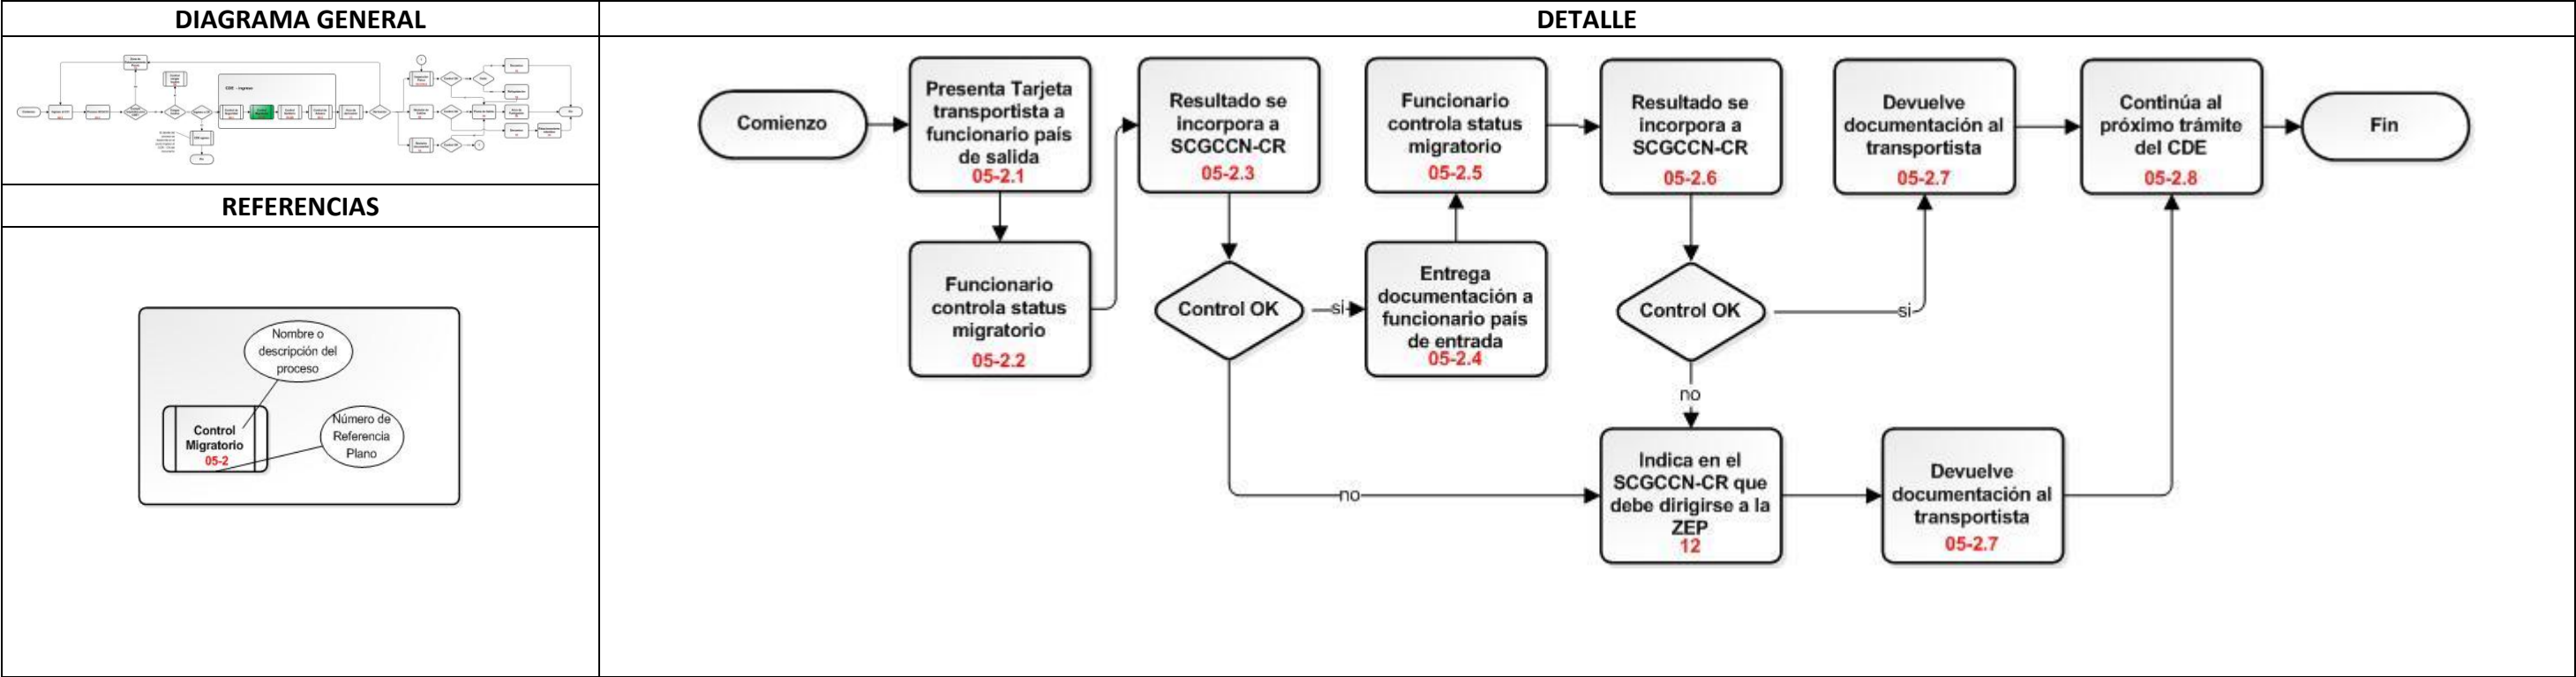 DIAGRAMA GENERAL
REFERENCIAS
Nombre o
descripción del
proceso
Control
Migratorio
05-2
Número de
Referencia
Plano
DETALLE
Comienzo
Presenta Tarjeta
transportista a
funcionario país
de salida
05-2.1
Funcionario
controla status
migratorio
05-2.2
Resultado se
incorpora a
SCGCCN-CR
05-2.3
Control OK
si
no
Entrega
documentación a
funcionario país
de entrada
05-2.4
Funcionario
controla status
migratorio
05-2.5
Resultado se
incorpora a
SCGCCN-CR
05-2.6
Control OK
si
no
Indica en el
SCGCCN-CR que
debe dirigirse a la
ZEP
12
Devuelve
documentación al
transportista
05-2.7
Devuelve
documentación al
transportista
05-2.7
Continúa al
próximo trámite
del CDE
05-2.8
Fin